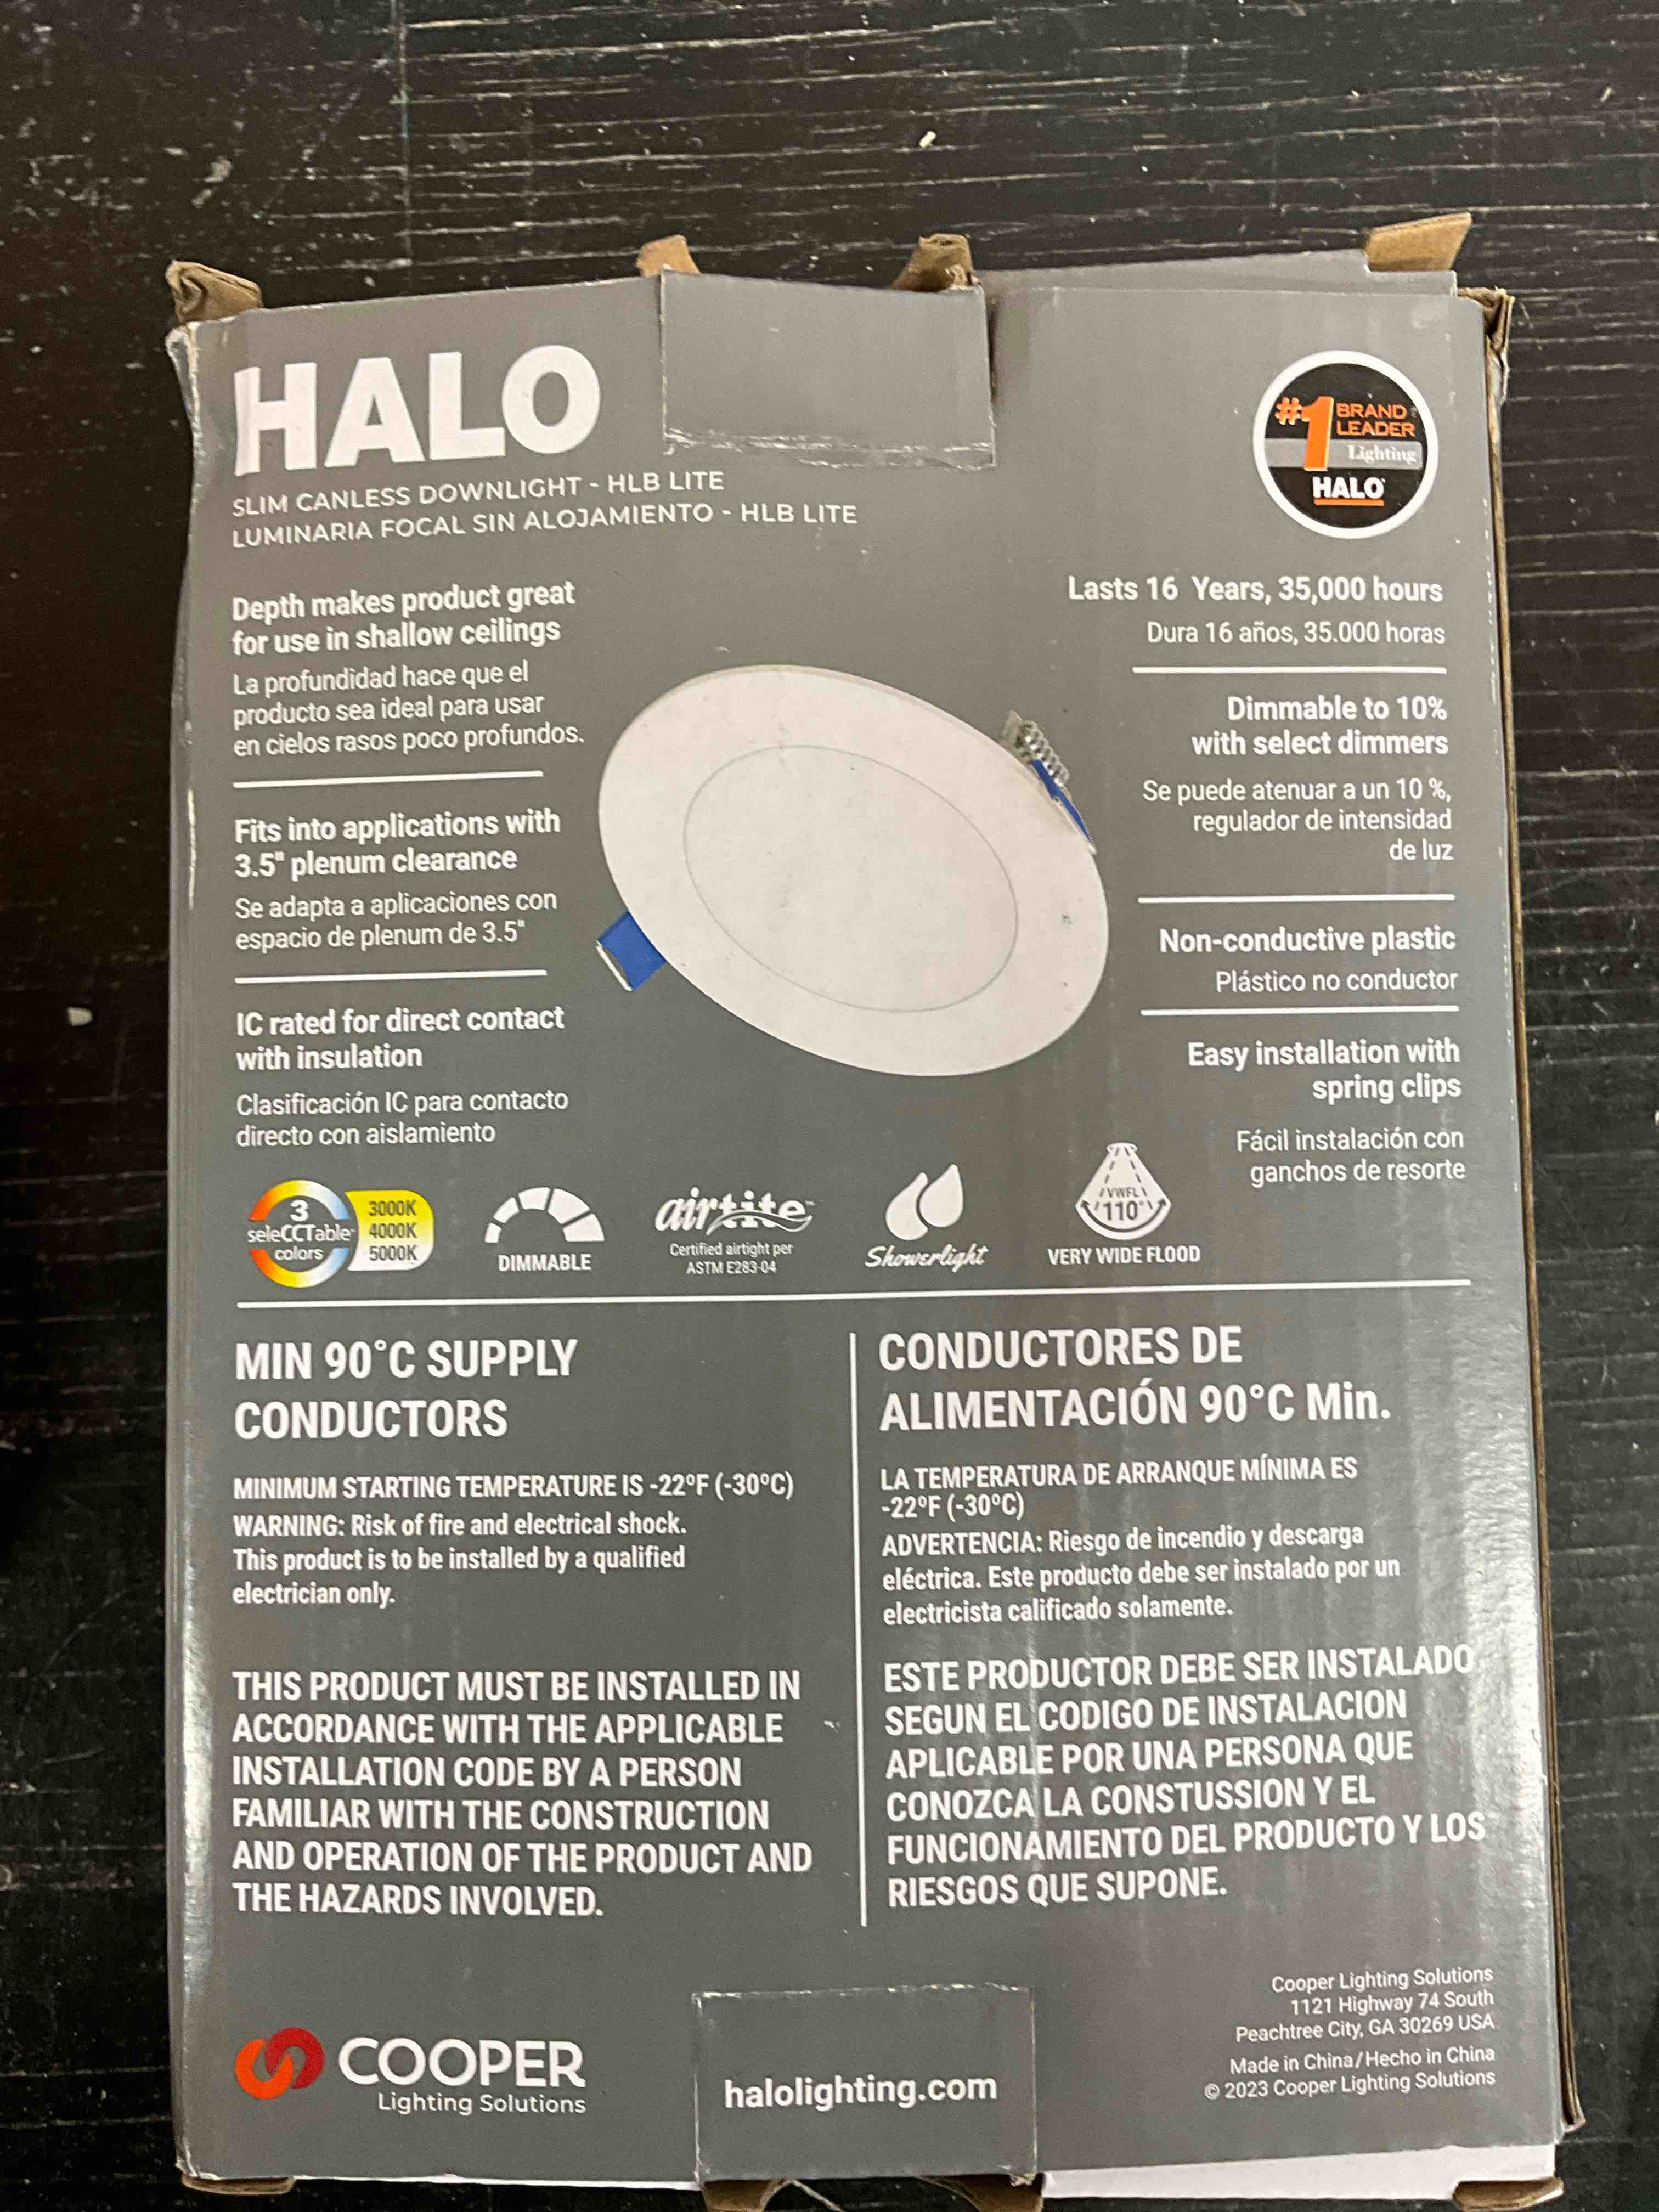 HALO
SLIM CANLESS DOWNLIGHT - HLB LITE
LUMINARIA FOCAL SIN ALOJAMIENTO - HLB LITE
#1 BRAND
LEADER
Lighting
HALO
Depth makes product great
for use in shallow ceilings
La profundidad hace que el
producto sea ideal para usar
en cielos rasos poco profundos.
Fits into applications with
3.5" plenum clearance
Se adapta a aplicaciones con
espacio de plenum de 3.5"
IC rated for direct contact
with insulation
Clasificación IC para contacto
directo con aislamiento
Lasts 16 Years, 35,000 hours
Dura 16 años, 35.000 horas
Dimmable to 10%
with select dimmers
Se puede atenuar a un 10 %,
regulador de intensidad
de luz
Non-conductive plastic
Plástico no conductor
Easy installation with
spring clips
Fácil instalación con
ganchos de resorte
3
seleCCTable™
colors
3000K
4000K
5000K
DIMMABLE
airtite™
Certified airtight per
ASTM E283-04
Showerlight
VWFL
110°
VERY WIDE FLOOD
MIN 90°C SUPPLY
CONDUCTORS
MINIMUM STARTING TEMPERATURE IS -22ºF (-30ºC)
WARNING: Risk of fire and electrical shock.
This product is to be installed by a qualified
electrician only.
THIS PRODUCT MUST BE INSTALLED IN
ACCORDANCE WITH THE APPLICABLE
INSTALLATION CODE BY A PERSON
FAMILIAR WITH THE CONSTRUCTION
AND OPERATION OF THE PRODUCT AND
THE HAZARDS INVOLVED.
CONDUCTORES DE
ALIMENTACIÓN 90°C Min.
LA TEMPERATURA DE ARRANQUE MÍNIMA ES
-22ºF (-30ºC)
ADVERTENCIA: Riesgo de incendio y descarga
eléctrica. Este producto debe ser instalado por un
electricista calificado solamente.
ESTE PRODUCTOR DEBE SER INSTALADO
SEGUN EL CODIGO DE INSTALACION
APLICABLE POR UNA PERSONA QUE
CONOZCA LA CONSTUSSION Y EL
FUNCIONAMIENTO DEL PRODUCTO Y LOS
RIESGOS QUE SUPONE.
COOPER
Lighting Solutions
halolighting.com
Cooper Lighting Solutions
1121 Highway 74 South
Peachtree City, GA 30269 USA
Made in China/Hecho in China
© 2023 Cooper Lighting Solutions